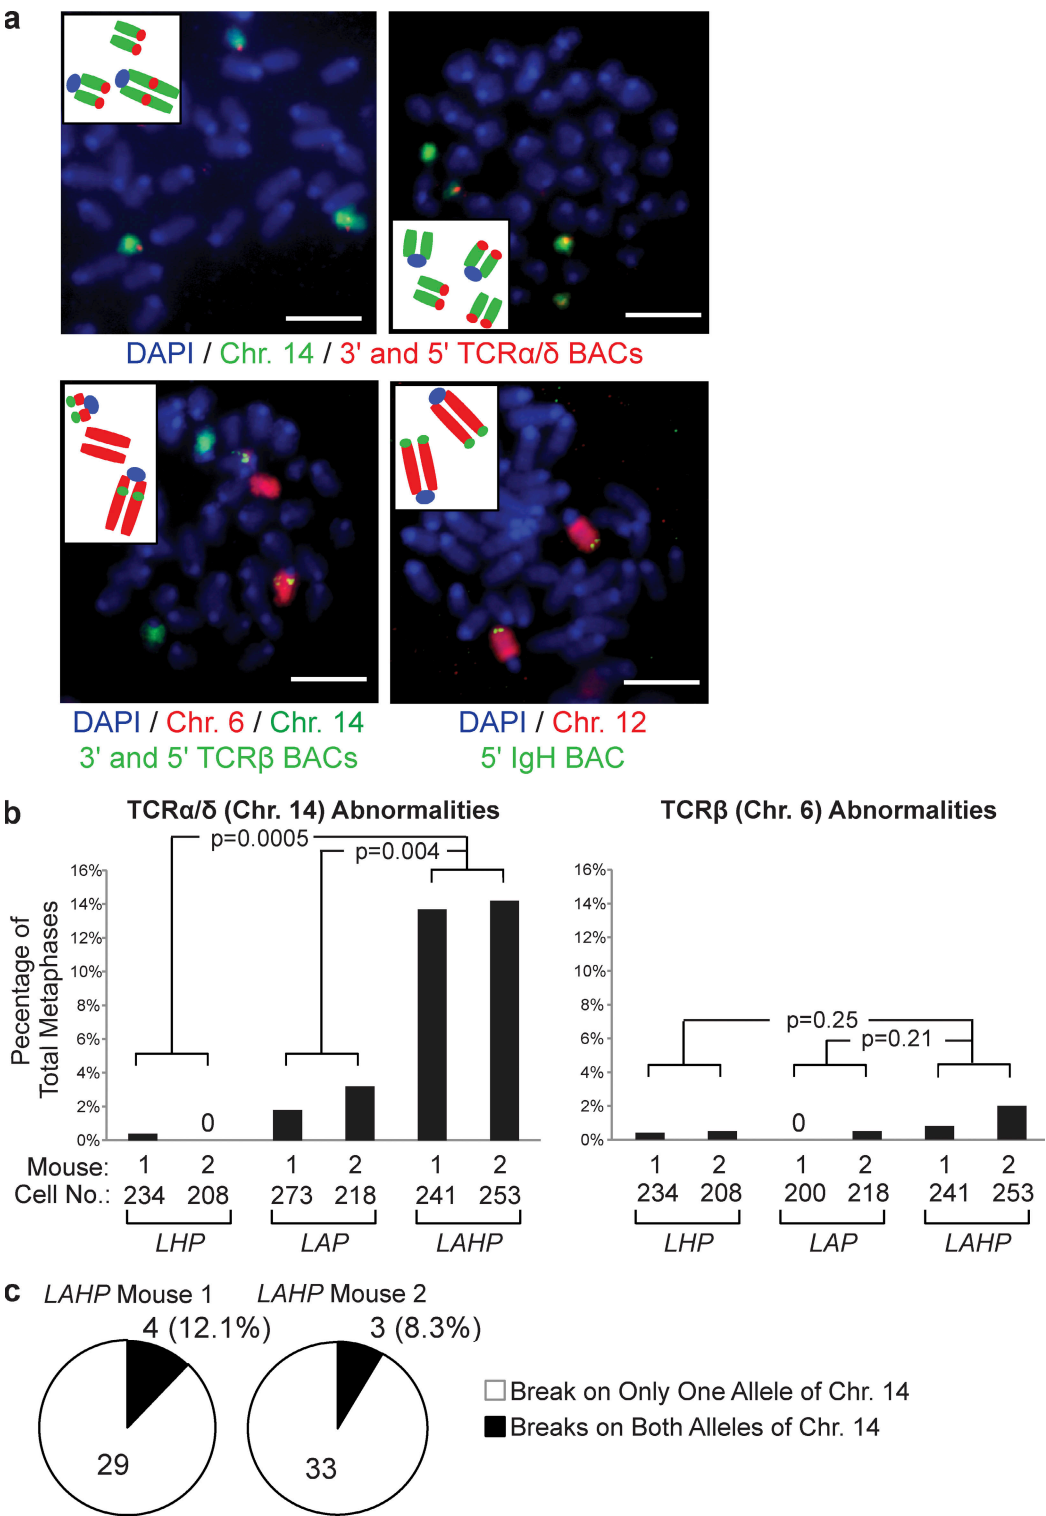 a
DAPI / Chr. 14 / 3' and 5' TCRα/δ BACs
DAPI / Chr. 6 / Chr. 14
3' and 5' TCRβ BACs
DAPI / Chr. 12
5' IgH BAC
b
TCRα/δ (Chr. 14) Abnormalities
Pecentage of
Total Metaphases
p=0.0005
p=0.004
16%
14%
12%
10%
8%
6%
4%
2%
0%
0
Mouse: 1 2 1 2 1 2
Cell No.: 234 208 273 218 241 253
LHP LAP LAHP
TCRβ (Chr. 6) Abnormalities
16%
14%
12%
10%
8%
6%
4%
2%
0%
p=0.25
p=0.21
0
1 2 1 2 1 2
234 208 200 218 241 253
LHP LAP LAHP
c
LAHP Mouse 1
4 (12.1%)
29
LAHP Mouse 2
3 (8.3%)
33
Break on Only One Allele of Chr. 14
Breaks on Both Alleles of Chr. 14